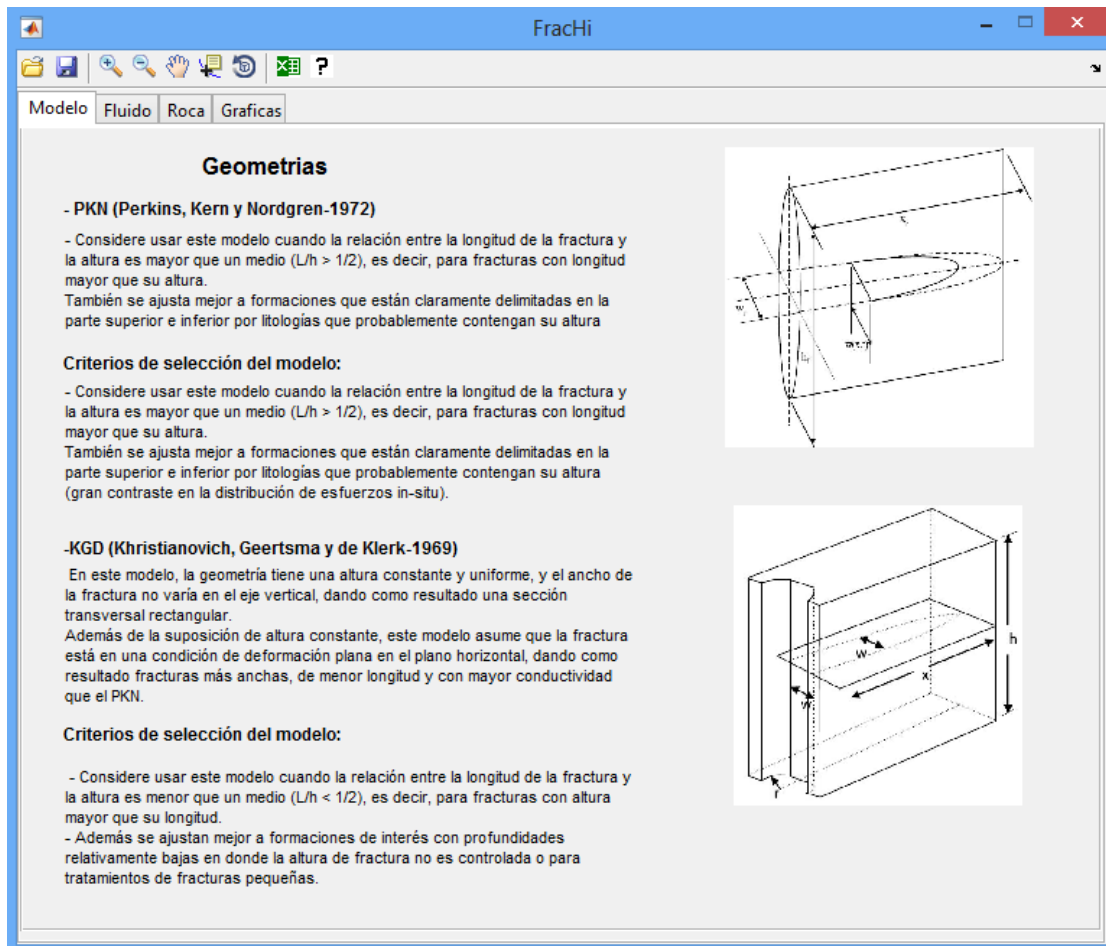 FracHi
Modelo Fluido Roca Graficas
Geometrias
- PKN (Perkins, Kern y Nordgren-1972)
- Considere usar este modelo cuando la relación entre la longitud de la fractura y
la altura es mayor que un medio (L/h > 1/2), es decir, para fracturas con longitud
mayor que su altura.
También se ajusta mejor a formaciones que están claramente delimitadas en la
parte superior e inferior por litologías que probablemente contengan su altura
Criterios de selección del modelo:
- Considere usar este modelo cuando la relación entre la longitud de la fractura y
la altura es mayor que un medio (L/h > 1/2), es decir, para fracturas con longitud
mayor que su altura.
También se ajusta mejor a formaciones que están claramente delimitadas en la
parte superior e inferior por litologías que probablemente contengan su altura
(gran contraste en la distribución de esfuerzos in-situ).
-KGD (Khristianovich, Geertsma y de Klerk-1969)
En este modelo, la geometría tiene una altura constante y uniforme, y el ancho de
la fractura no varía en el eje vertical, dando como resultado una sección
transversal rectangular.
Además de la suposición de altura constante, este modelo asume que la fractura
está en una condición de deformación plana en el plano horizontal, dando como
resultado fracturas más anchas, de menor longitud y con mayor conductividad
que el PKN.
Criterios de selección del modelo:
- Considere usar este modelo cuando la relación entre la longitud de la fractura y
la altura es menor que un medio (L/h < 1/2), es decir, para fracturas con altura
mayor que su longitud.
- Además se ajustan mejor a formaciones de interés con profundidades
relativamente bajas en donde la altura de fractura no es controlada o para
tratamientos de fracturas pequeñas.
h
w
x
w
r